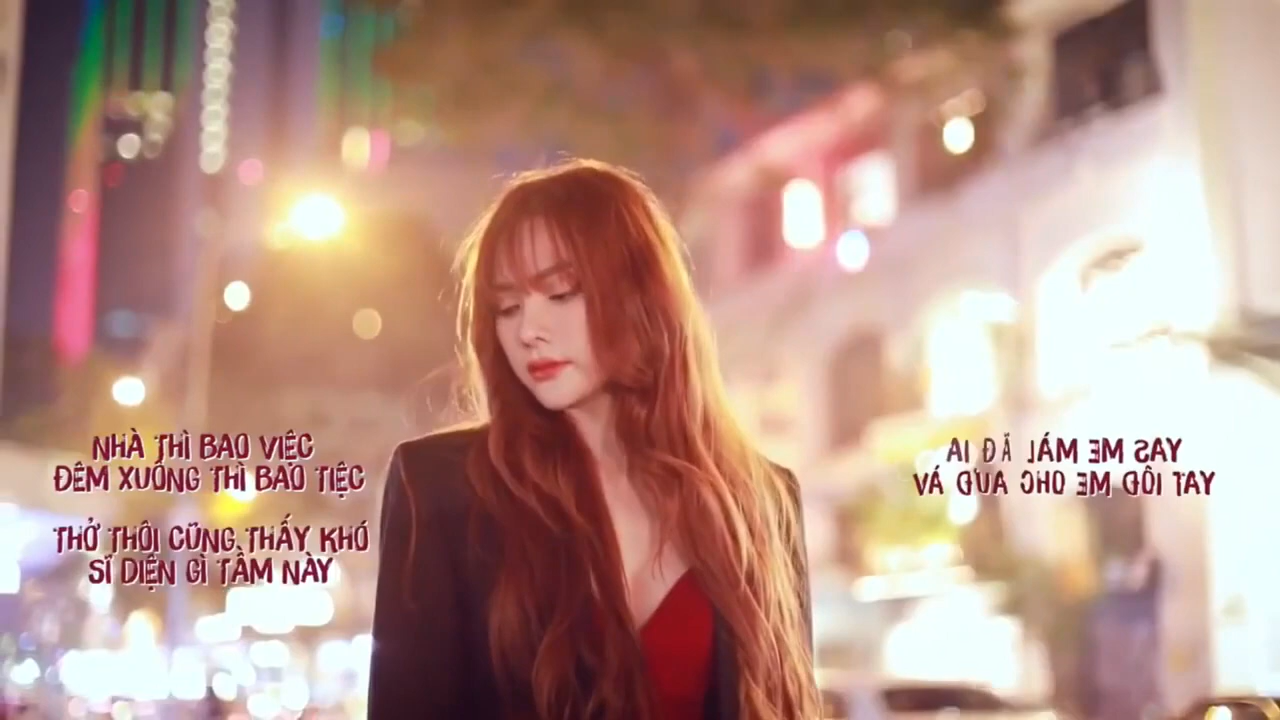 NHÀ THÌ BAO VIỆC
ĐÊM XUỐNG THÌ BAO TIỆC
THỞ THÔI CŨNG THẤY KHÓ
SĨ DIỆN GÌ TẦM NÀY
AI ĐÃ LÀM EM SAY
VÀ ĐƯA CHO EM ĐÔI TAY